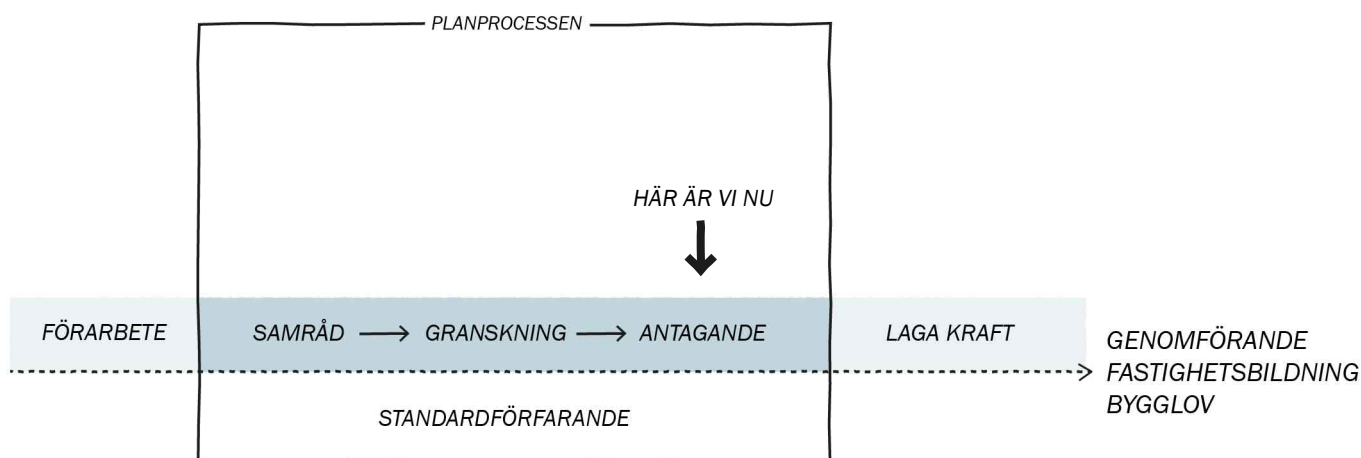 PLANPROCESSEN
HÄR ÄR VI NU
FÖRARBETE
SAMRÅD
GRANSKNING
ANTAGANDE
LAGA KRAFT
GENOMFÖRANDE
FASTIGHETSBILDNING
BYGGLOV
STANDARDFÖRFARANDE